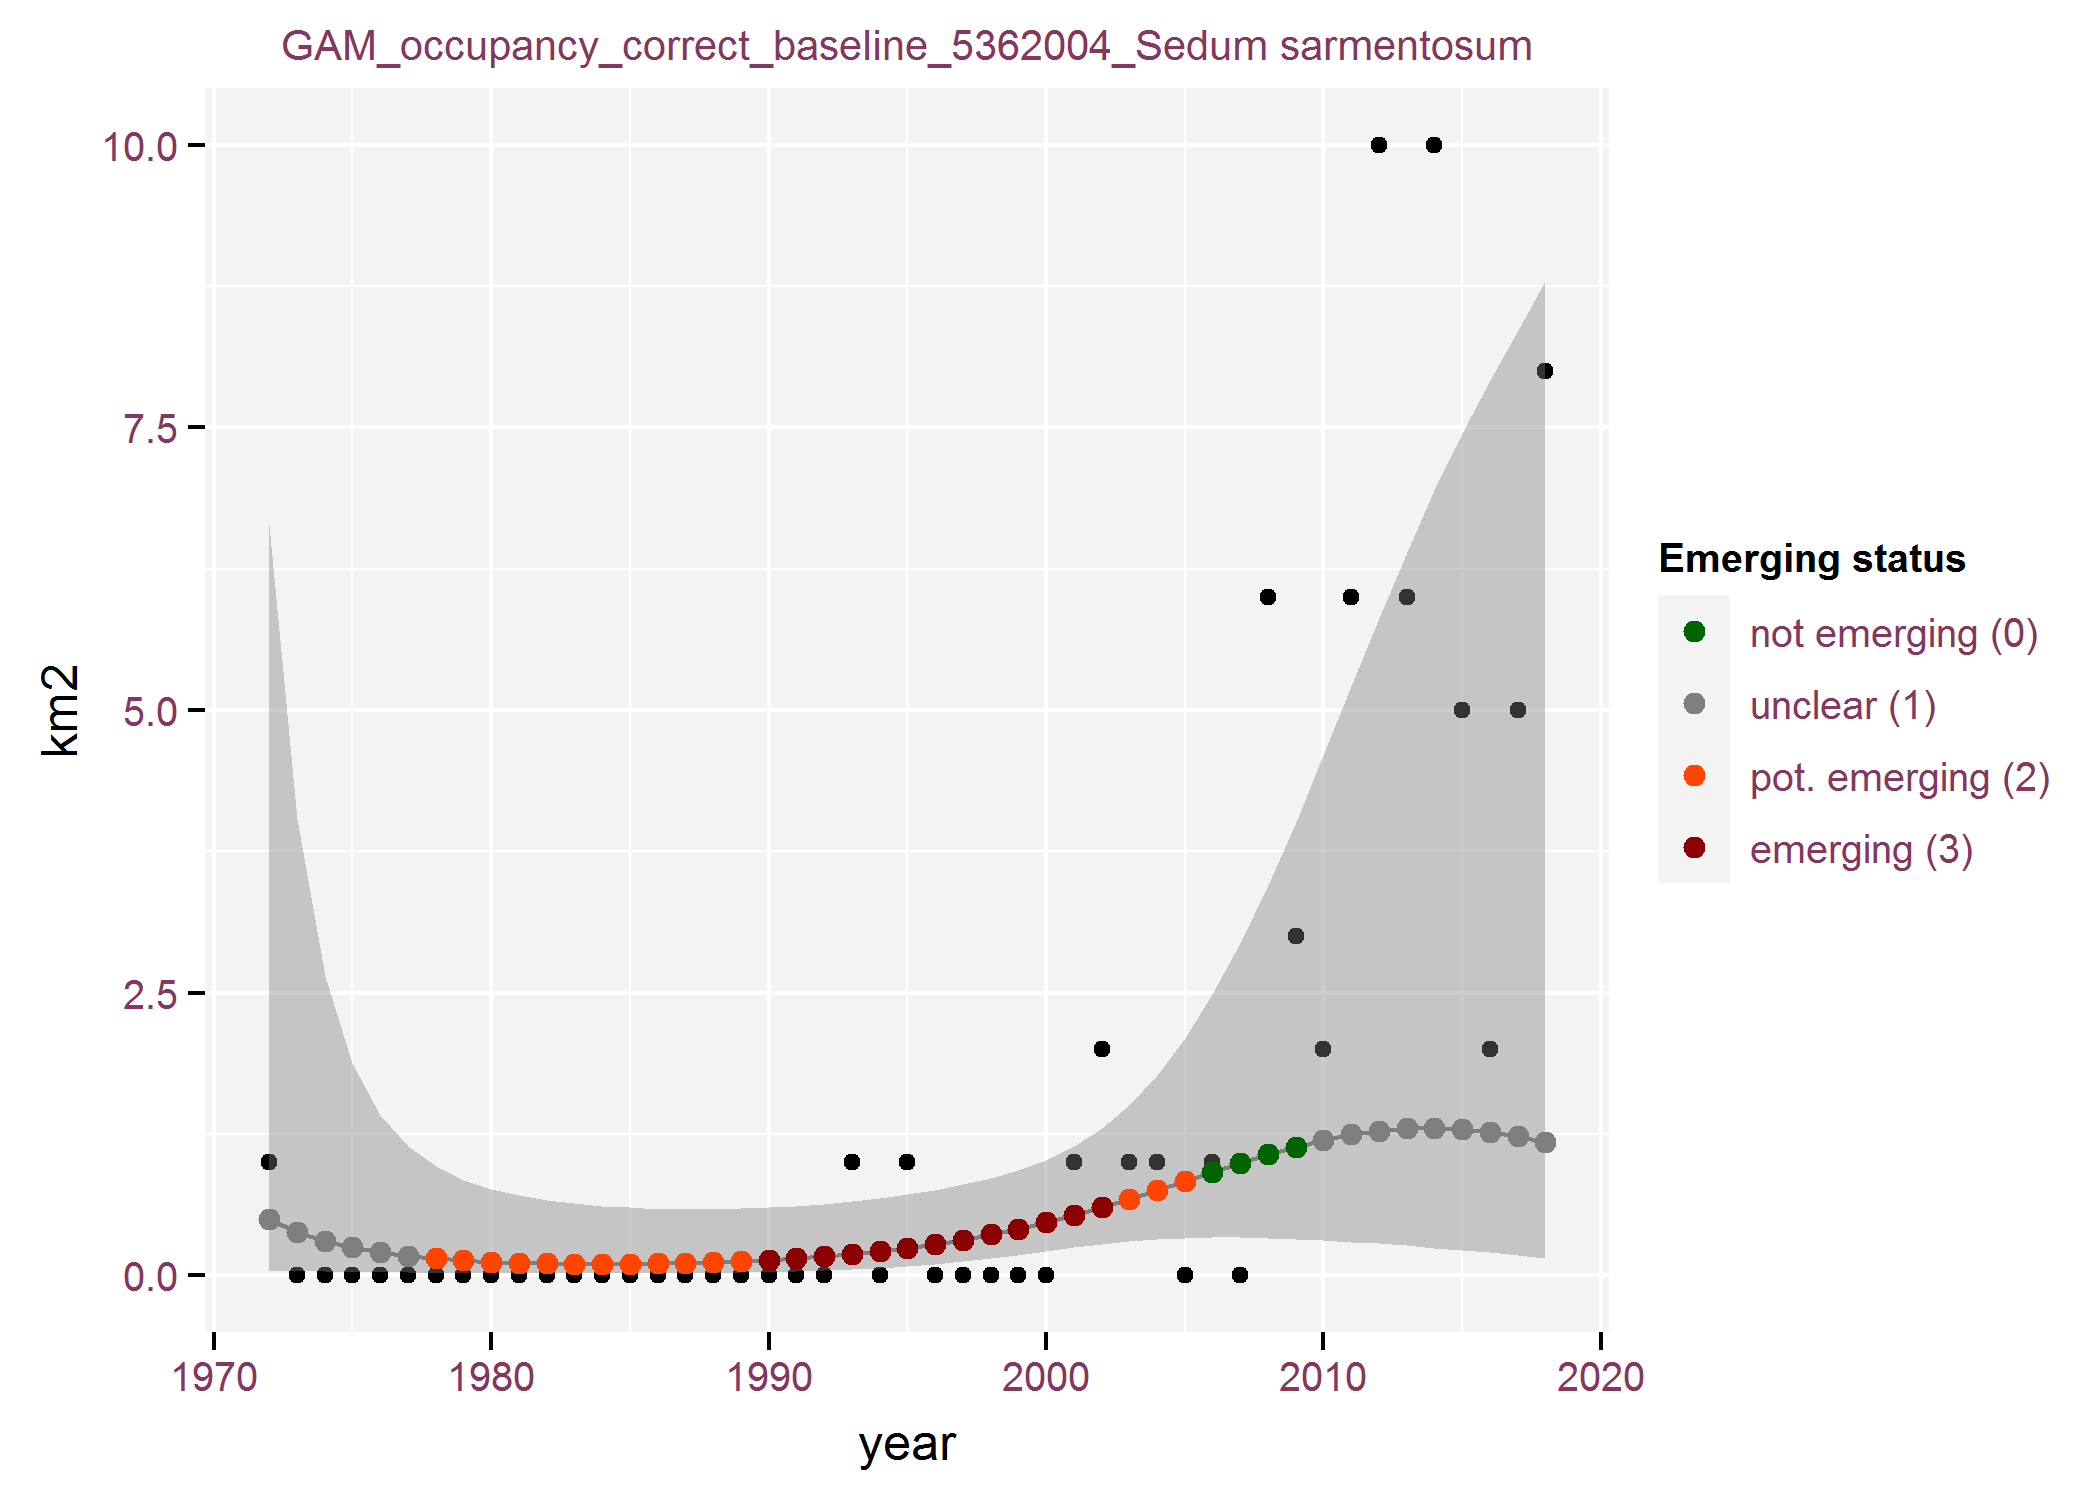 GAM_occupancy_correct_baseline_5362004_Sedum sarmentosum
10.0
7.5
5.0
2.5
0.0
km2
1970 1980 1990 2000 2010 2020
year
Emerging status
not emerging (0)
unclear (1)
pot. emerging (2)
emerging (3)